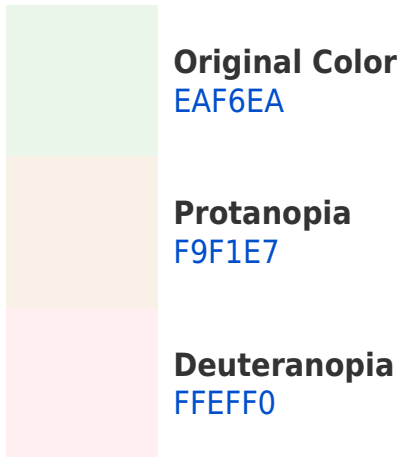 Original Color
EAF6EA
Protanopia
F9F1E7
Deuteranopia
FFEFF0